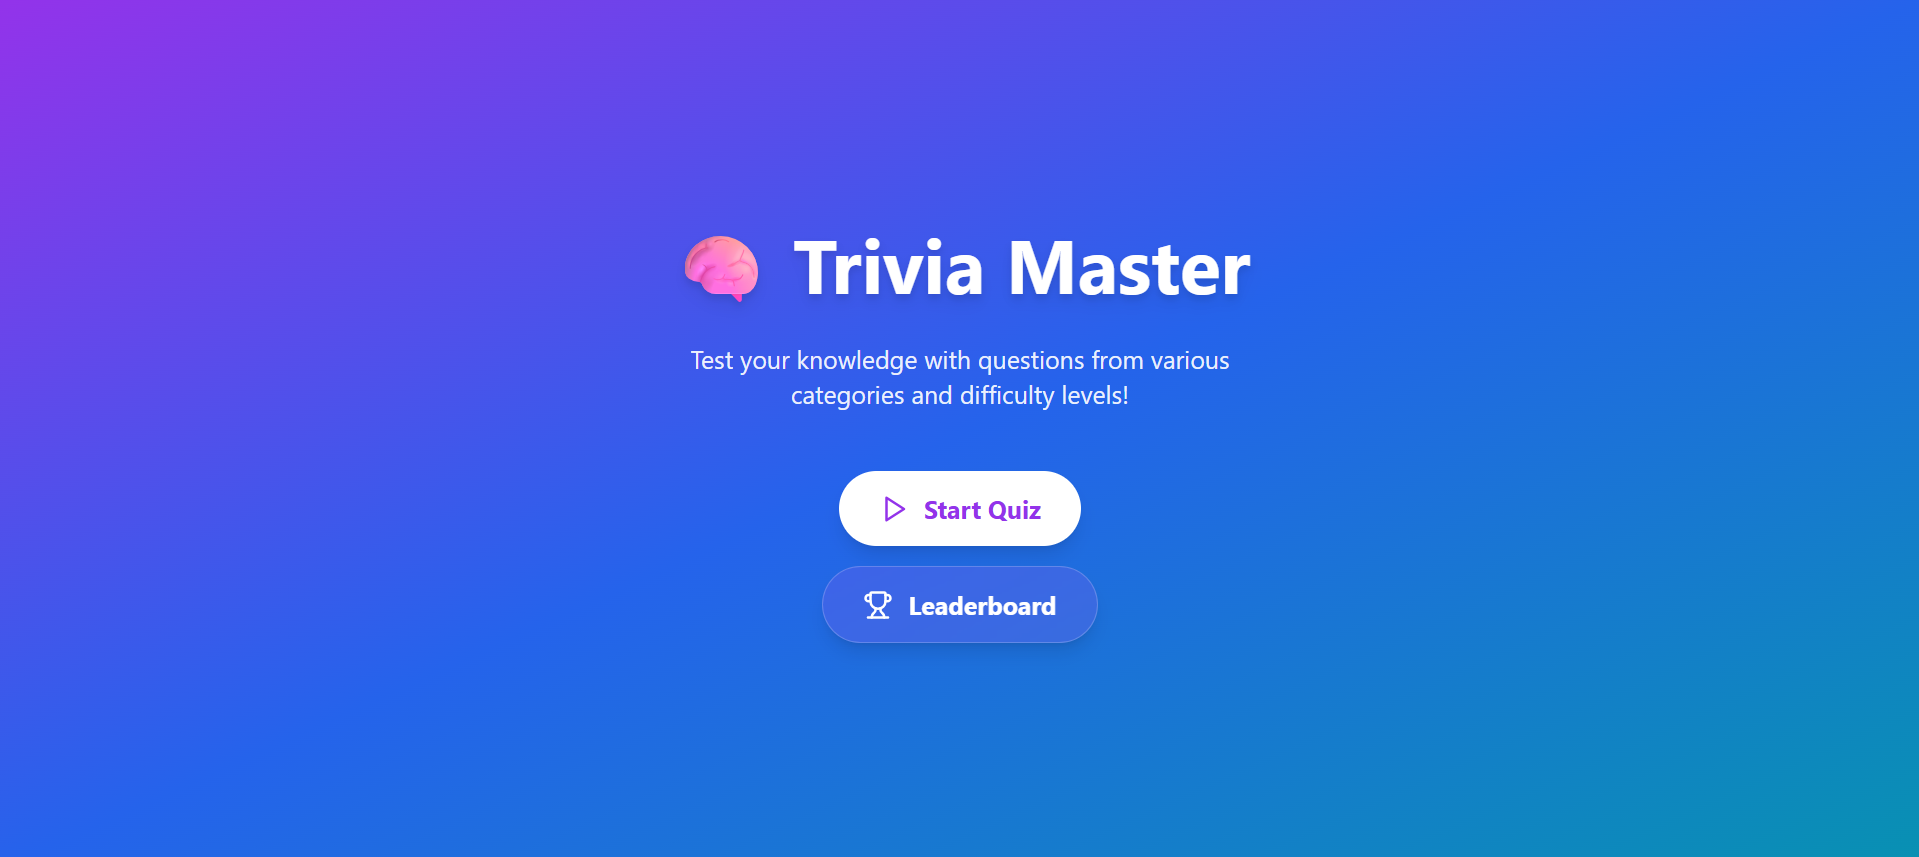 Trivia Master
Test your knowledge with questions from various
categories and difficulty levels!
Start Quiz
Leaderboard